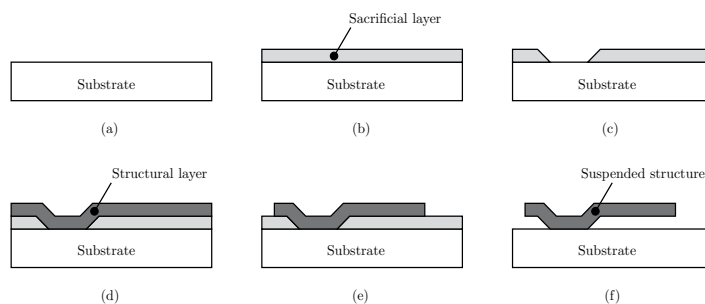 Sacrificial layer
Substrate
Substrate
Substrate
(a)
(b)
(c)
Structural layer
Suspended structure
Substrate
Substrate
Substrate
(d)
(e)
(f)